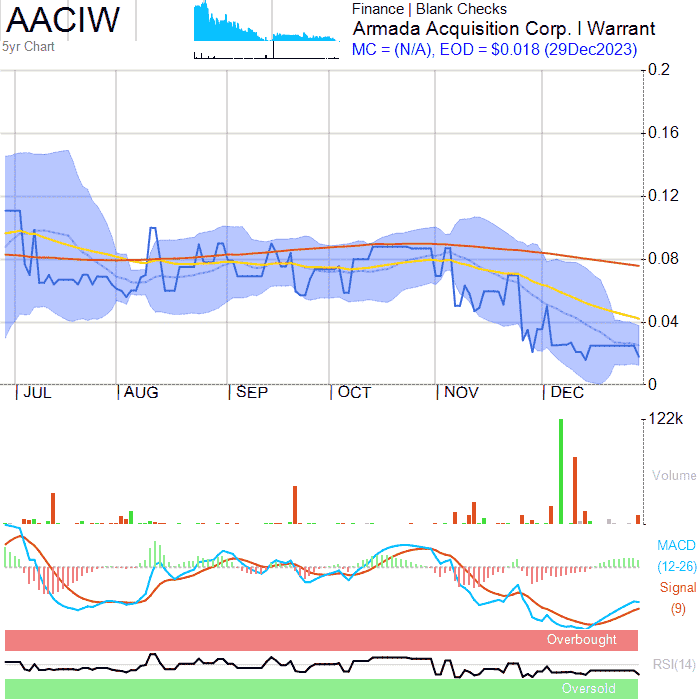 AACIW
5yr Chart
Finance | Blank Checks
Armada Acquisition Corp. I Warrant
MC = (N/A), EOD = $0.018 (29Dec2023)
0.2
0.16
0.12
0.08
0.04
0
JUL AUG SEP OCT NOV DEC
122k
Volume
MACD
(12-26)
Signal
(9)
Overbought
RSI(14)
Oversold